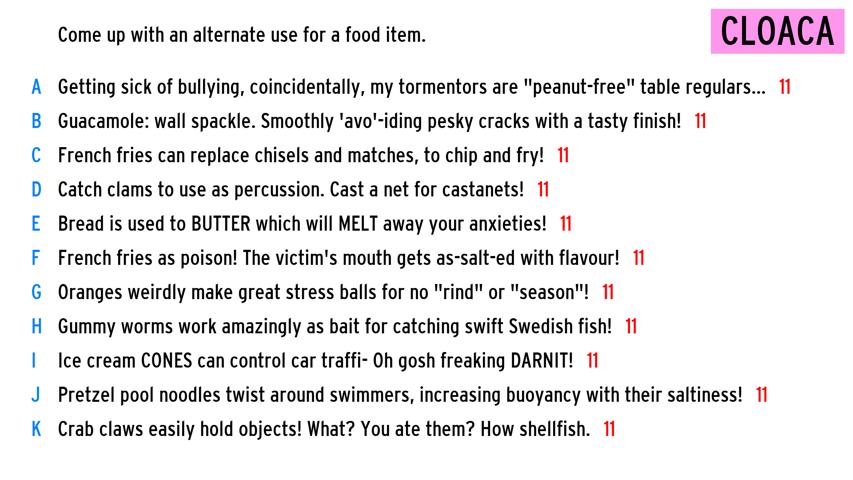 Come up with an alternate use for a food item.
CLOACA
A Getting sick of bullying, coincidentally, my tormentors are "peanut-free" table regulars... 11
B Guacamole: wall spackle. Smoothly 'avo'-iding pesky cracks with a tasty finish! 11
C French fries can replace chisels and matches, to chip and fry! 11
D Catch clams to use as percussion. Cast a net for castanets! 11
E Bread is used to BUTTER which will MELT away your anxieties! 11
F French fries as poison! The victim's mouth gets as-salt-ed with flavour! 11
G Oranges weirdly make great stress balls for no "rind" or "season"! 11
H Gummy worms work amazingly as bait for catching swift Swedish fish! 11
I Ice cream CONES can control car traffi- Oh gosh freaking DARNIT! 11
J Pretzel pool noodles twist around swimmers, increasing buoyancy with their saltiness! 11
K Crab claws easily hold objects! What? You ate them? How shellfish. 11